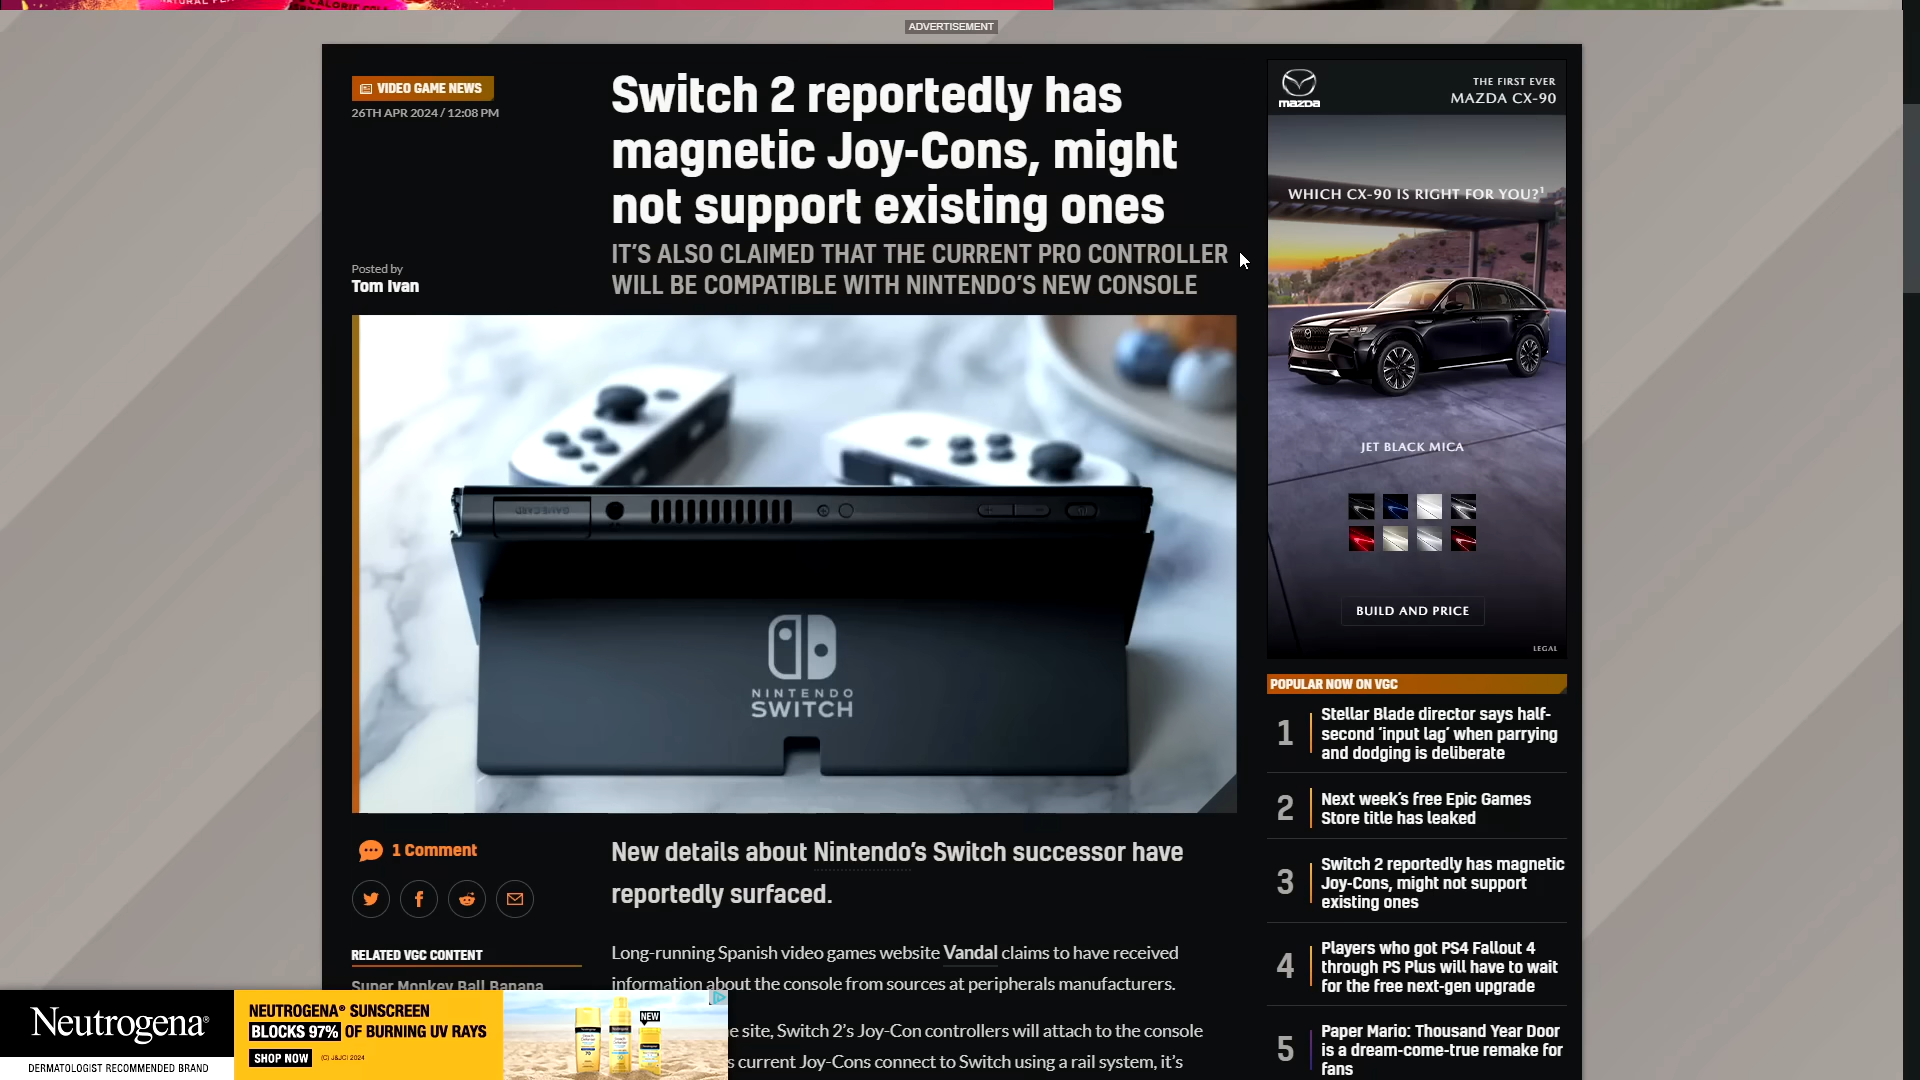 ADVERTISEMENT
VIDEO GAME NEWS
26TH APR 2024 / 12:08 PM
Switch 2 reportedly has
magnetic Joy-Cons, might
not support existing ones
IT'S ALSO CLAIMED THAT THE CURRENT PRO CONTROLLER
WILL BE COMPATIBLE WITH NINTENDO'S NEW CONSOLE
Posted by
Tom Ivan
NINTENDO
SWITCH
1 Comment
RELATED VGC CONTENT
Super Monkey Ball Banana
New details about Nintendo's Switch successor have
reportedly surfaced.
Long-running Spanish video games website Vandal claims to have received
information about the console from sources at peripherals manufacturers.
e site, Switch 2's Joy-Con controllers will attach to the console
s current Joy-Cons connect to Switch using a rail system, it's
mazda
THE FIRST EVER
MAZDA CX-90
WHICH CX-90 IS RIGHT FOR YOU?¹
JET BLACK MICA
BUILD AND PRICE
LEGAL
POPULAR NOW ON VGC
1
Stellar Blade director says half-
second 'input lag' when parrying
and dodging is deliberate
2
Next week's free Epic Games
Store title has leaked
3
Switch 2 reportedly has magnetic
Joy-Cons, might not support
existing ones
4
Players who got PS4 Fallout 4
through PS Plus will have to wait
for the free next-gen upgrade
5
Paper Mario: Thousand Year Door
is a dream-come-true remake for
fans
Neutrogena®
DERMATOLOGIST RECOMMENDED BRAND
NEUTROGENA® SUNSCREEN
BLOCKS 97% OF BURNING UV RAYS
SHOP NOW
(C) J&JCI 2024
NEW